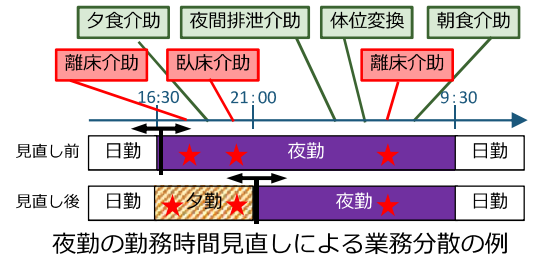 夕食介助 夜間排泄介助 体位変換 朝食介助
離床介助 臥床介助 離床介助
16:30 21:00 9:30
見直し前 日勤 夜勤 日勤
見直し後 日勤 夕勤 夜勤 日勤
夜勤の勤務時間見直しによる業務分散の例